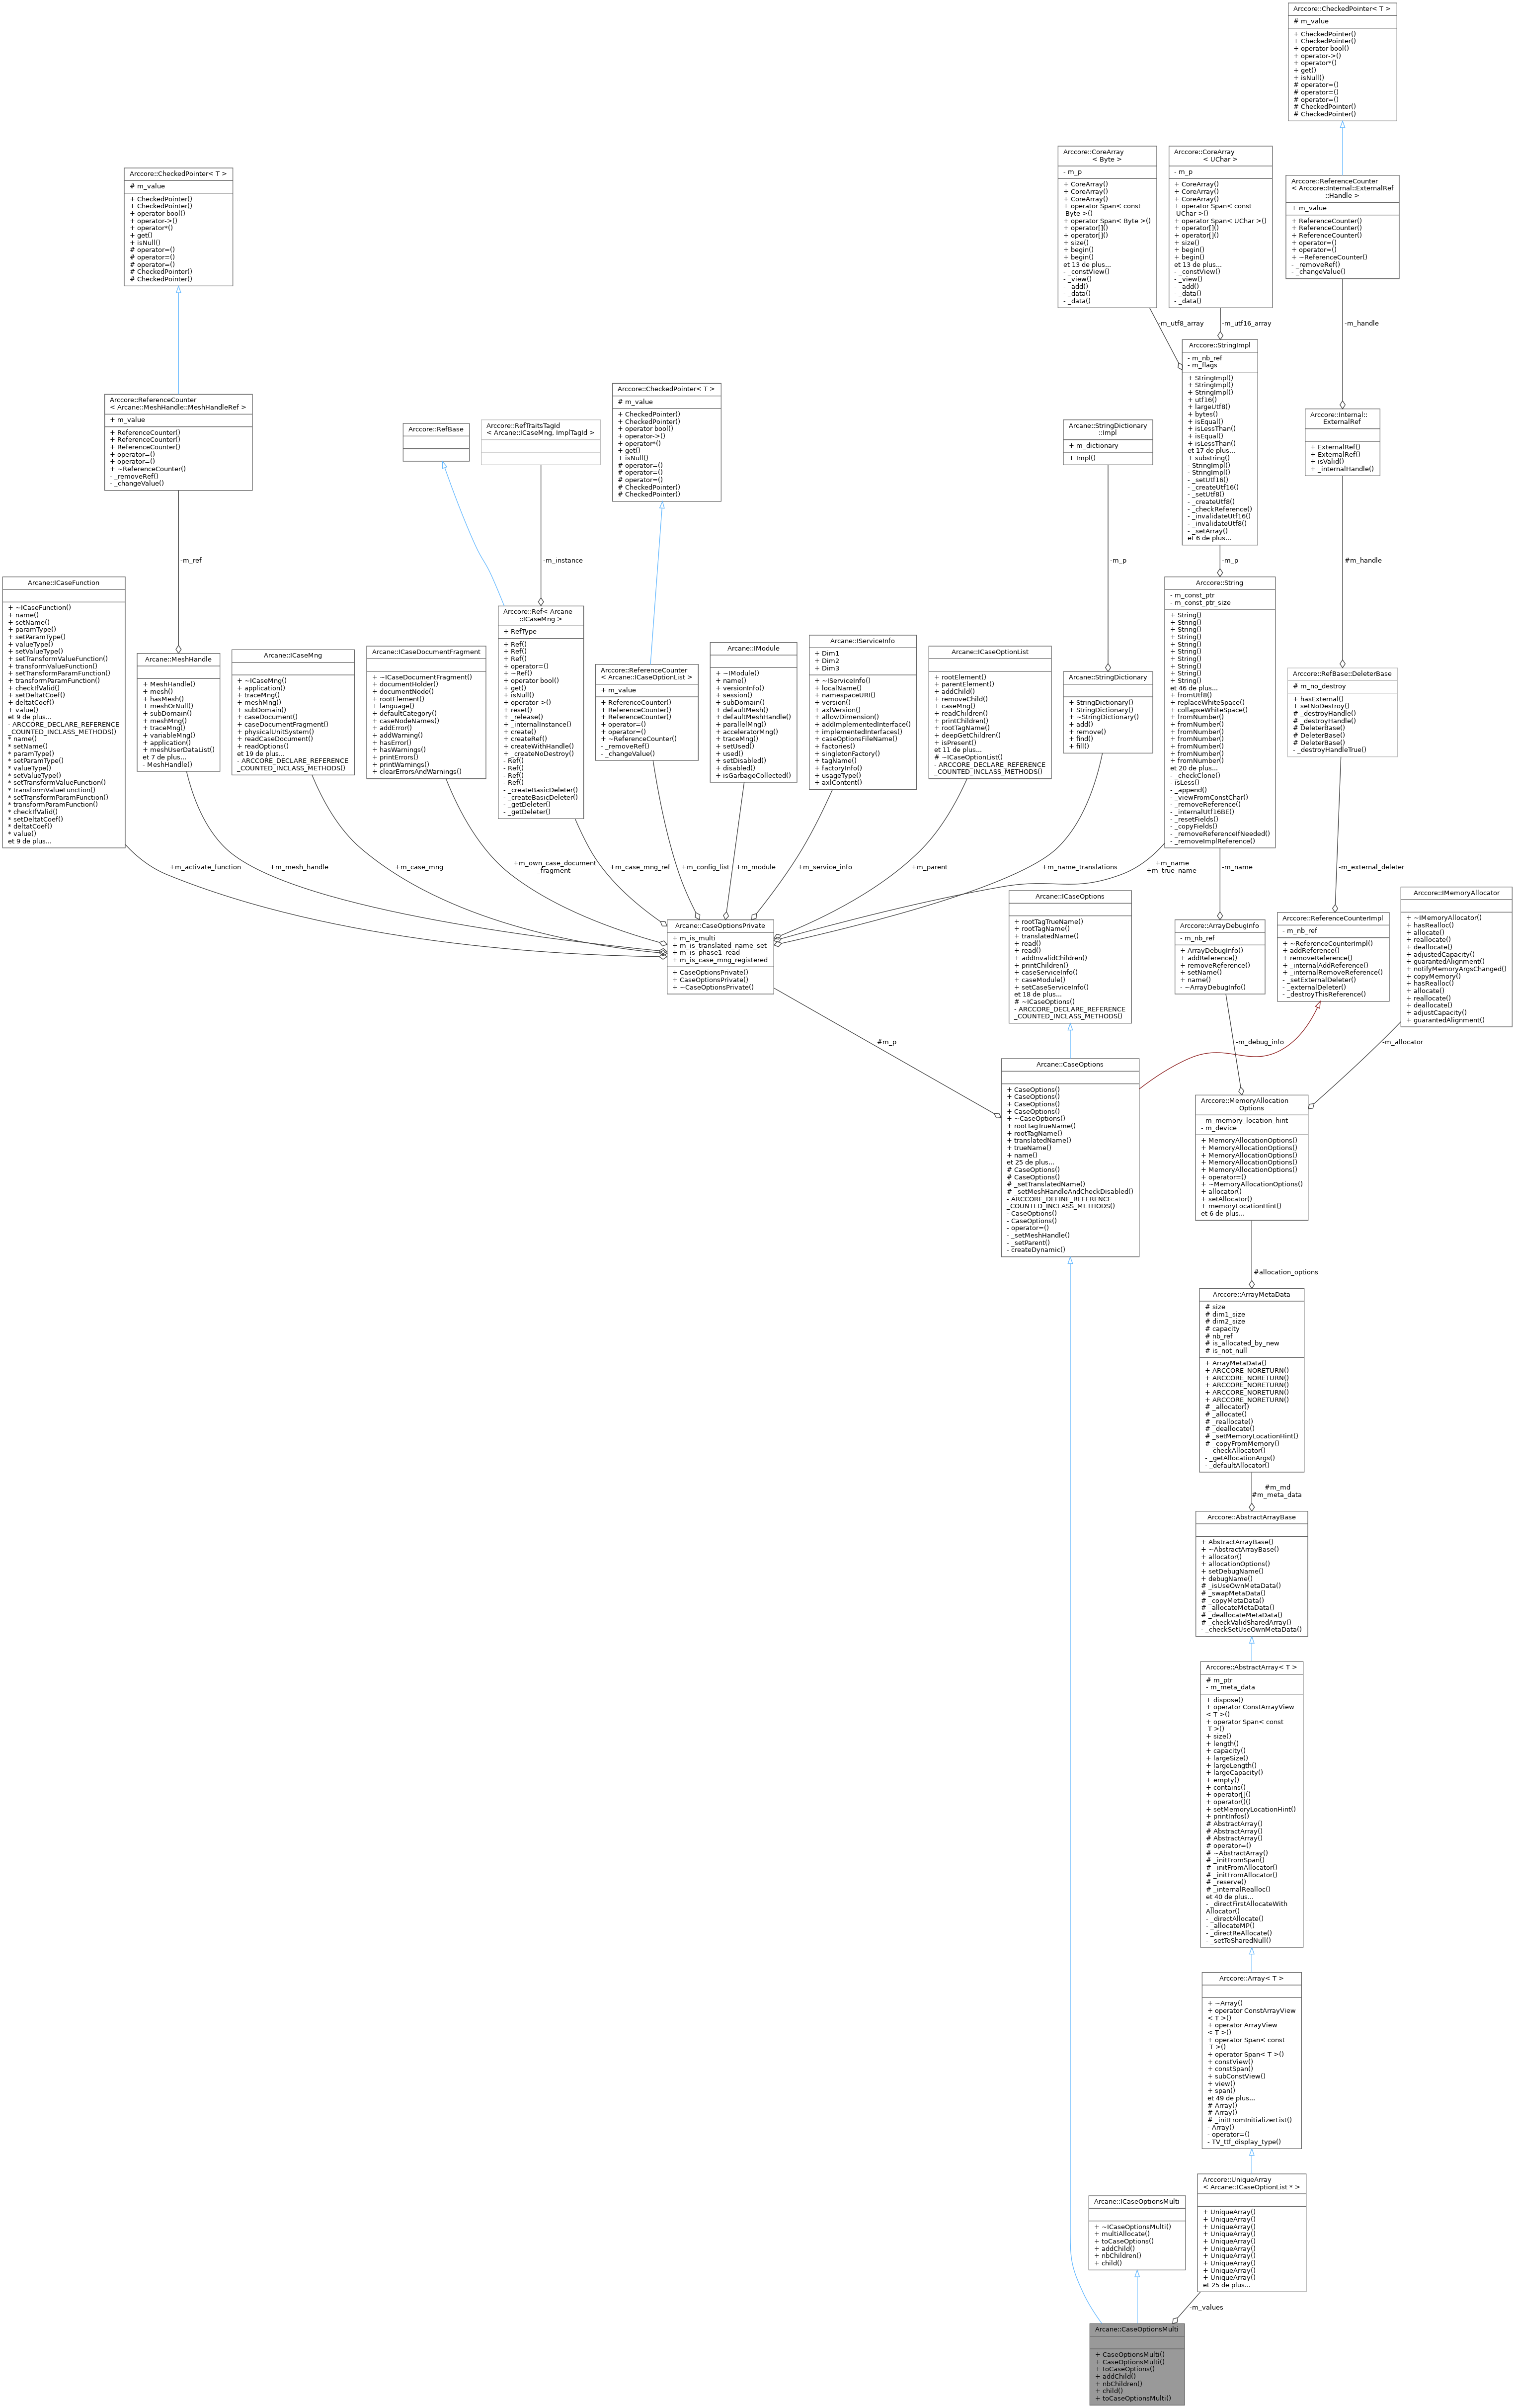 Arccore::CheckedPointer< T >
# m_value
+ CheckedPointer()
+ CheckedPointer()
+ operator bool()
+ operator->()
+ operator*()
+ get()
+ isNull()
# operator=()
# operator=()
# operator=()
# CheckedPointer()
# CheckedPointer()
Arccore::CoreArray
< Byte >
- m_p
+ CoreArray()
+ CoreArray()
+ CoreArray()
+ operator Span< const
Byte >()
+ operator Span< Byte >()
+ operator[]()
+ operator[]()
+ size()
+ begin()
+ begin()
et 13 de plus...
- _constView()
- _view()
- _add()
- _data()
- _data()
Arccore::CoreArray
< UChar >
- m_p
+ CoreArray()
+ CoreArray()
+ CoreArray()
+ operator Span< const
UChar >()
+ operator Span< UChar >()
+ operator[]()
+ operator[]()
+ size()
+ begin()
+ begin()
et 13 de plus...
- _constView()
- _view()
- _add()
- _data()
- _data()
Arccore::ReferenceCounter
< Arccore::Internal::ExternalRef
::Handle >
+ m_value
+ ReferenceCounter()
+ ReferenceCounter()
+ ReferenceCounter()
+ operator=()
+ operator=()
+ ~ReferenceCounter()
- _removeRef()
- _changeValue()
Arccore::CheckedPointer< T >
# m_value
+ CheckedPointer()
+ CheckedPointer()
+ operator bool()
+ operator->()
+ operator*()
+ get()
+ isNull()
# operator=()
# operator=()
# operator=()
# CheckedPointer()
# CheckedPointer()
-m_utf8_array
-m_utf16_array
-m_handle
Arccore::StringImpl
- m_nb_ref
- m_flags
+ StringImpl()
+ StringImpl()
+ StringImpl()
+ utf16()
+ largeUtf8()
+ bytes()
+ isEqual()
+ isLessThan()
+ isEqual()
+ isLessThan()
et 17 de plus...
+ substring()
- StringImpl()
- StringImpl()
- _setUtf16()
- _createUtf16()
- _setUtf8()
- _createUtf8()
- _checkReference()
- _invalidateUtf16()
- _invalidateUtf8()
- _setArray()
et 6 de plus...
Arccore::ReferenceCounter
< Arcane::MeshHandle::MeshHandleRef >
+ m_value
+ ReferenceCounter()
+ ReferenceCounter()
+ ReferenceCounter()
+ operator=()
+ operator=()
+ ~ReferenceCounter()
- _removeRef()
- _changeValue()
Arccore::RefBase
Arccore::RefTraitsTagId
< Arcane::ICaseMng, ImplTagId >
Arccore::CheckedPointer< T >
# m_value
+ CheckedPointer()
+ CheckedPointer()
+ operator bool()
+ operator->()
+ operator*()
+ get()
+ isNull()
# operator=()
# operator=()
# operator=()
# CheckedPointer()
# CheckedPointer()
Arcane::StringDictionary
::Impl
+ m_dictionary
+ Impl()
Arccore::Internal::
ExternalRef
+ ExternalRef()
+ ExternalRef()
+ isValid()
+ _internalHandle()
-m_ref
-m_instance
-m_p
-m_p
#m_handle
Arcane::ICaseFunction
+ ~ICaseFunction()
+ name()
+ setName()
+ paramType()
+ setParamType()
+ valueType()
+ setValueType()
+ setTransformValueFunction()
+ transformValueFunction()
+ setTransformParamFunction()
+ transformParamFunction()
+ checkIfValid()
+ setDeltatCoef()
+ deltatCoef()
+ value()
et 9 de plus...
- ARCCORE_DECLARE_REFERENCE
_COUNTED_INCLASS_METHODS()
* name()
* setName()
* paramType()
* setParamType()
* valueType()
* setValueType()
* setTransformValueFunction()
* transformValueFunction()
* setTransformParamFunction()
* transformParamFunction()
* checkIfValid()
* setDeltatCoef()
* deltatCoef()
* value()
et 9 de plus...
Arcane::MeshHandle
+ MeshHandle()
+ mesh()
+ hasMesh()
+ meshOrNull()
+ subDomain()
+ meshMng()
+ traceMng()
+ variableMng()
+ application()
+ meshUserDataList()
et 7 de plus...
- MeshHandle()
Arcane::ICaseMng
+ ~ICaseMng()
+ application()
+ traceMng()
+ meshMng()
+ subDomain()
+ caseDocument()
+ caseDocumentFragment()
+ physicalUnitSystem()
+ readCaseDocument()
+ readOptions()
et 19 de plus...
- ARCCORE_DECLARE_REFERENCE
_COUNTED_INCLASS_METHODS()
Arcane::ICaseDocumentFragment
+ ~ICaseDocumentFragment()
+ documentHolder()
+ documentNode()
+ rootElement()
+ language()
+ defaultCategory()
+ caseNodeNames()
+ addError()
+ addWarning()
+ hasError()
+ hasWarnings()
+ printErrors()
+ printWarnings()
+ clearErrorsAndWarnings()
Arccore::Ref< Arcane
::ICaseMng >
+ RefType
+ Ref()
+ Ref()
+ Ref()
+ operator=()
+ ~Ref()
+ operator bool()
+ get()
+ isNull()
+ operator->()
+ reset()
+ _release()
+ _internalInstance()
+ create()
+ createRef()
+ createWithHandle()
+ _createNoDestroy()
- Ref()
- Ref()
- Ref()
- Ref()
- _createBasicDeleter()
- _createBasicDeleter()
- _getDeleter()
- _getDeleter()
Arccore::ReferenceCounter
< Arcane::ICaseOptionList >
+ m_value
+ ReferenceCounter()
+ ReferenceCounter()
+ ReferenceCounter()
+ operator=()
+ operator=()
+ ~ReferenceCounter()
- _removeRef()
- _changeValue()
Arcane::IModule
+ ~IModule()
+ name()
+ versionInfo()
+ session()
+ subDomain()
+ defaultMesh()
+ defaultMeshHandle()
+ parallelMng()
+ acceleratorMng()
+ traceMng()
+ setUsed()
+ used()
+ setDisabled()
+ disabled()
+ isGarbageCollected()
Arcane::IServiceInfo
+ Dim1
+ Dim2
+ Dim3
+ ~IServiceInfo()
+ localName()
+ namespaceURI()
+ version()
+ axlVersion()
+ allowDimension()
+ addImplementedInterface()
+ implementedInterfaces()
+ caseOptionsFileName()
+ factories()
+ singletonFactory()
+ tagName()
+ factoryInfo()
+ usageType()
+ axlContent()
Arcane::ICaseOptionList
+ rootElement()
+ parentElement()
+ addChild()
+ removeChild()
+ caseMng()
+ readChildren()
+ printChildren()
+ rootTagName()
+ deepGetChildren()
+ isPresent()
et 11 de plus...
# ~ICaseOptionList()
- ARCCORE_DECLARE_REFERENCE
_COUNTED_INCLASS_METHODS()
Arcane::StringDictionary
+ StringDictionary()
+ StringDictionary()
+ ~StringDictionary()
+ add()
+ remove()
+ find()
+ fill()
Arccore::String
- m_const_ptr
- m_const_ptr_size
+ String()
+ String()
+ String()
+ String()
+ String()
+ String()
+ String()
+ String()
+ String()
+ String()
et 46 de plus...
+ fromUtf8()
+ replaceWhiteSpace()
+ collapseWhiteSpace()
+ fromNumber()
+ fromNumber()
+ fromNumber()
+ fromNumber()
+ fromNumber()
+ fromNumber()
+ fromNumber()
et 20 de plus...
- _checkClone()
- isLess()
- _append()
- _viewFromConstChar()
- _removeReference()
- _internalUtf16BE()
- _resetFields()
- _copyFields()
- _removeReferenceIfNeeded()
- _removeImplReference()
Arccore::RefBase::DeleterBase
# m_no_destroy
+ hasExternal()
+ setNoDestroy()
# _destroyHandle()
# _destroyHandle()
# DeleterBase()
# DeleterBase()
# DeleterBase()
- _destroyHandleTrue()
+m_activate_function
+m_mesh_handle
+m_case_mng
+m_own_case_document
_fragment
+m_case_mng_ref
+m_config_list
+m_module
+m_service_info
+m_parent
+m_name_translations
+m_name
+m_true_name
-m_name
-m_external_deleter
Arcane::CaseOptionsPrivate
+ m_is_multi
+ m_is_translated_name_set
+ m_is_phase1_read
+ m_is_case_mng_registered
+ CaseOptionsPrivate()
+ CaseOptionsPrivate()
+ ~CaseOptionsPrivate()
Arcane::ICaseOptions
+ rootTagTrueName()
+ rootTagName()
+ translatedName()
+ read()
+ read()
+ addInvalidChildren()
+ printChildren()
+ caseServiceInfo()
+ caseModule()
+ setCaseServiceInfo()
et 18 de plus...
# ~ICaseOptions()
- ARCCORE_DECLARE_REFERENCE
_COUNTED_INCLASS_METHODS()
Arccore::ArrayDebugInfo
- m_nb_ref
+ ArrayDebugInfo()
+ addReference()
+ removeReference()
+ setName()
+ name()
- ~ArrayDebugInfo()
Arccore::ReferenceCounterImpl
- m_nb_ref
+ ~ReferenceCounterImpl()
+ addReference()
+ removeReference()
+ _internalAddReference()
+ _internalRemoveReference()
- _setExternalDeleter()
- _externalDeleter()
- _destroyThisReference()
Arccore::IMemoryAllocator
+ ~IMemoryAllocator()
+ hasRealloc()
+ allocate()
+ reallocate()
+ deallocate()
+ adjustedCapacity()
+ guarantedAlignment()
+ notifyMemoryArgsChanged()
+ copyMemory()
+ hasRealloc()
+ allocate()
+ reallocate()
+ deallocate()
+ adjustCapacity()
+ guarantedAlignment()
#m_p
-m_debug_info
-m_allocator
Arcane::CaseOptions
+ CaseOptions()
+ CaseOptions()
+ CaseOptions()
+ CaseOptions()
+ ~CaseOptions()
+ rootTagTrueName()
+ rootTagName()
+ translatedName()
+ trueName()
+ name()
et 25 de plus...
# CaseOptions()
# CaseOptions()
# _setTranslatedName()
# _setMeshHandleAndCheckDisabled()
- ARCCORE_DEFINE_REFERENCE
_COUNTED_INCLASS_METHODS()
- CaseOptions()
- CaseOptions()
- operator=()
- _setMeshHandle()
- _setParent()
- createDynamic()
Arccore::MemoryAllocation
Options
- m_memory_location_hint
- m_device
+ MemoryAllocationOptions()
+ MemoryAllocationOptions()
+ MemoryAllocationOptions()
+ MemoryAllocationOptions()
+ MemoryAllocationOptions()
+ operator=()
+ ~MemoryAllocationOptions()
+ allocator()
+ setAllocator()
+ memoryLocationHint()
et 6 de plus...
#allocation_options
Arccore::ArrayMetaData
# size
# dim1_size
# dim2_size
# capacity
# nb_ref
# is_allocated_by_new
# is_not_null
+ ArrayMetaData()
+ ARCCORE_NORETURN()
+ ARCCORE_NORETURN()
+ ARCCORE_NORETURN()
+ ARCCORE_NORETURN()
+ ARCCORE_NORETURN()
# _allocator()
# _allocate()
# _reallocate()
# _deallocate()
# _setMemoryLocationHint()
# _copyFromMemory()
- _checkAllocator()
- _getAllocationArgs()
- _defaultAllocator()
#m_md
#m_meta_data
Arccore::AbstractArrayBase
+ AbstractArrayBase()
+ ~AbstractArrayBase()
+ allocator()
+ allocationOptions()
+ setDebugName()
+ debugName()
# _isUseOwnMetaData()
# _swapMetaData()
# _copyMetaData()
# _allocateMetaData()
# _deallocateMetaData()
# _checkValidSharedArray()
- _checkSetUseOwnMetaData()
Arccore::AbstractArray< T >
# m_ptr
- m_meta_data
+ dispose()
+ operator ConstArrayView
< T >()
+ operator Span< const
T >()
+ size()
+ length()
+ capacity()
+ largeSize()
+ largeLength()
+ largeCapacity()
+ empty()
+ contains()
+ operator[]()
+ operator()()
+ setMemoryLocationHint()
+ printInfos()
# AbstractArray()
# AbstractArray()
# AbstractArray()
# operator=()
# ~AbstractArray()
# _initFromSpan()
# _initFromAllocator()
# _initFromAllocator()
# _reserve()
# _internalRealloc()
et 40 de plus...
- _directFirstAllocateWith
Allocator()
- _directAllocate()
- _allocateMP()
- _directReAllocate()
- _setToSharedNull()
Arccore::Array< T >
+ ~Array()
+ operator ConstArrayView
< T >()
+ operator ArrayView
< T >()
+ operator Span< const
T >()
+ operator Span< T >()
+ constView()
+ constSpan()
+ subConstView()
+ view()
+ span()
et 49 de plus...
# Array()
# Array()
# _initFromInitializerList()
- Array()
- operator=()
- TV_ttf_display_type()
Arcane::ICaseOptionsMulti
+ ~ICaseOptionsMulti()
+ multiAllocate()
+ toCaseOptions()
+ addChild()
+ nbChildren()
+ child()
Arccore::UniqueArray
< Arcane::ICaseOptionList * >
+ UniqueArray()
+ UniqueArray()
+ UniqueArray()
+ UniqueArray()
+ UniqueArray()
+ UniqueArray()
+ UniqueArray()
+ UniqueArray()
+ UniqueArray()
+ UniqueArray()
et 25 de plus...
-m_values
Arcane::CaseOptionsMulti
+ CaseOptionsMulti()
+ CaseOptionsMulti()
+ toCaseOptions()
+ addChild()
+ nbChildren()
+ child()
+ toCaseOptionsMulti()